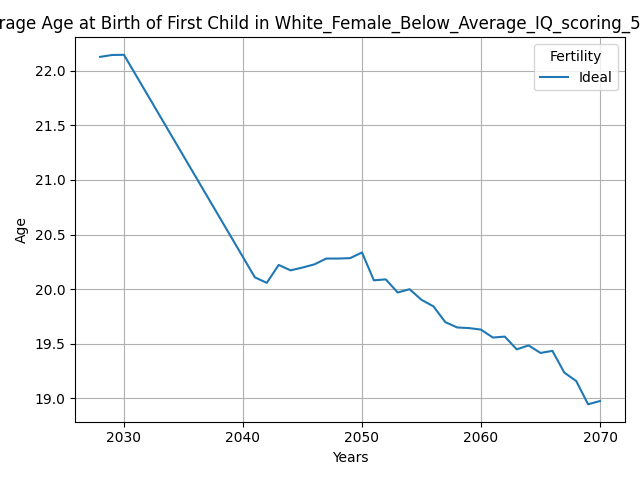 rage Age at Birth of First Child in White_Female_Below_Average_IQ_scoring_5
Fertility
Ideal
22.0
21.5
21.0
20.5
20.0
19.5
19.0
Age
2030 2040 2050 2060 2070
Years